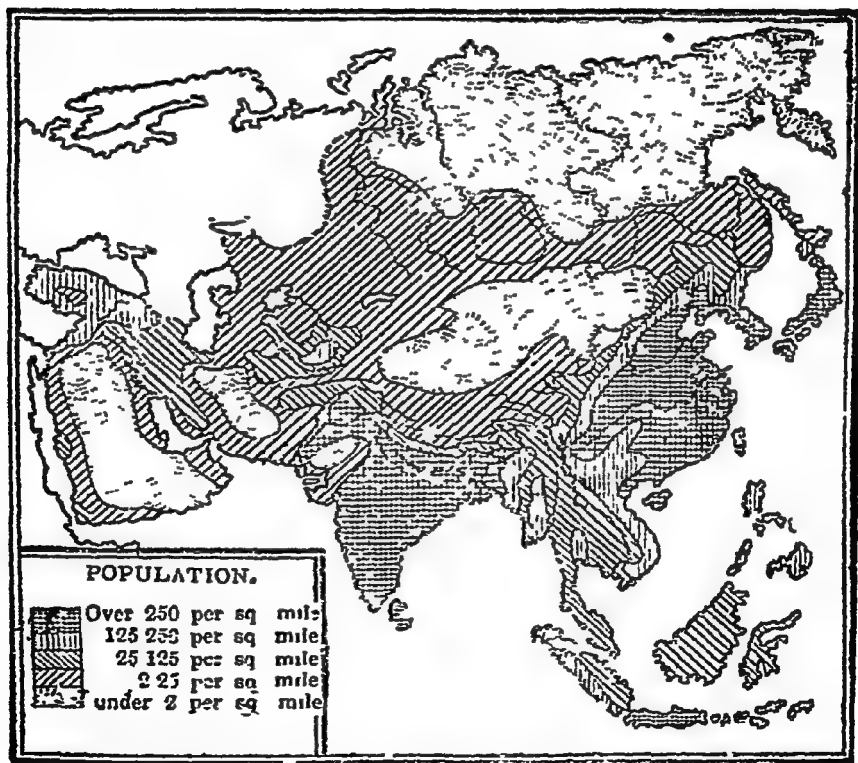 POPULATION.
Over 250 per sq mile
125 250 per sq mile
25 125 per sq mile
2 25 per sq mile
under 2 per sq mile